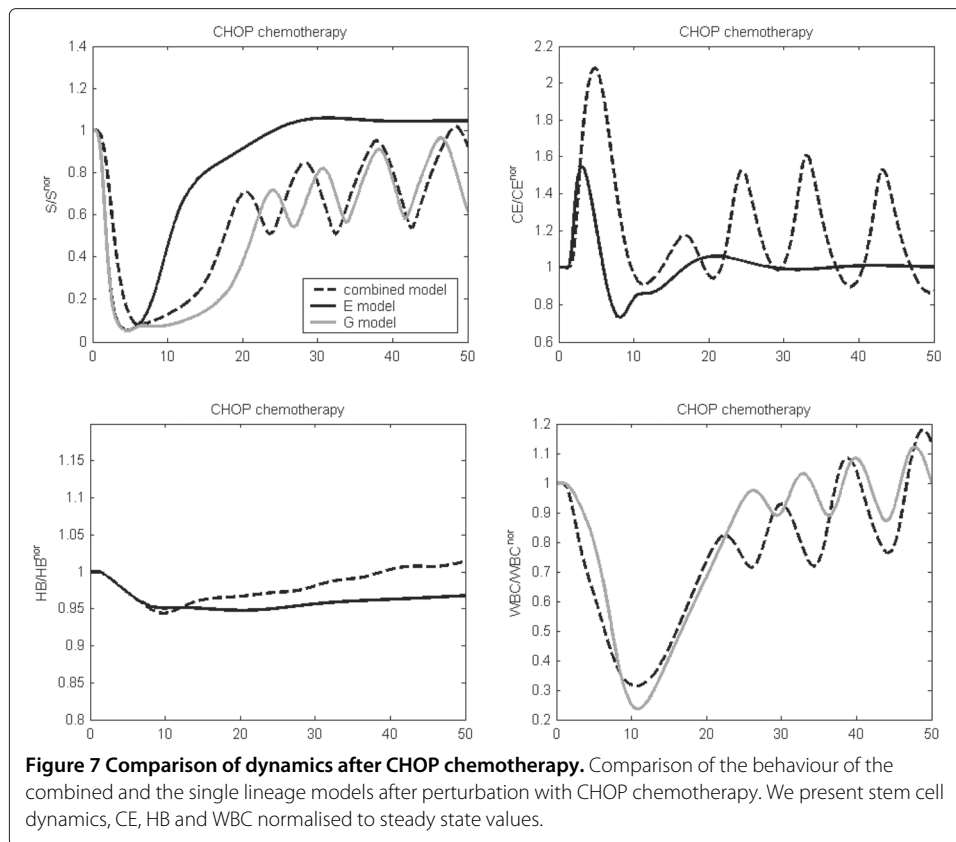 CHOP chemotherapy
1.4
1.2
1
0.8
0.6
0.4
0.2
0
S/S^nor
combined model
E model
G model
0 10 20 30 40 50
CHOP chemotherapy
2.2
2
1.8
1.6
1.4
1.2
1
0.8
0.6
CE/CE^nor
0 10 20 30 40 50
CHOP chemotherapy
1.15
1.1
1.05
1
0.95
0.9
0.85
0.8
HB/HB^nor
0 10 20 30 40 50
CHOP chemotherapy
1.2
1.1
1
0.9
0.8
0.7
0.6
0.5
0.4
0.3
0.2
WBC/WBC^nor
0 10 20 30 40 50
Figure 7 Comparison of dynamics after CHOP chemotherapy. Comparison of the behaviour of the
combined and the single lineage models after perturbation with CHOP chemotherapy. We present stem cell
dynamics, CE, HB and WBC normalised to steady state values.